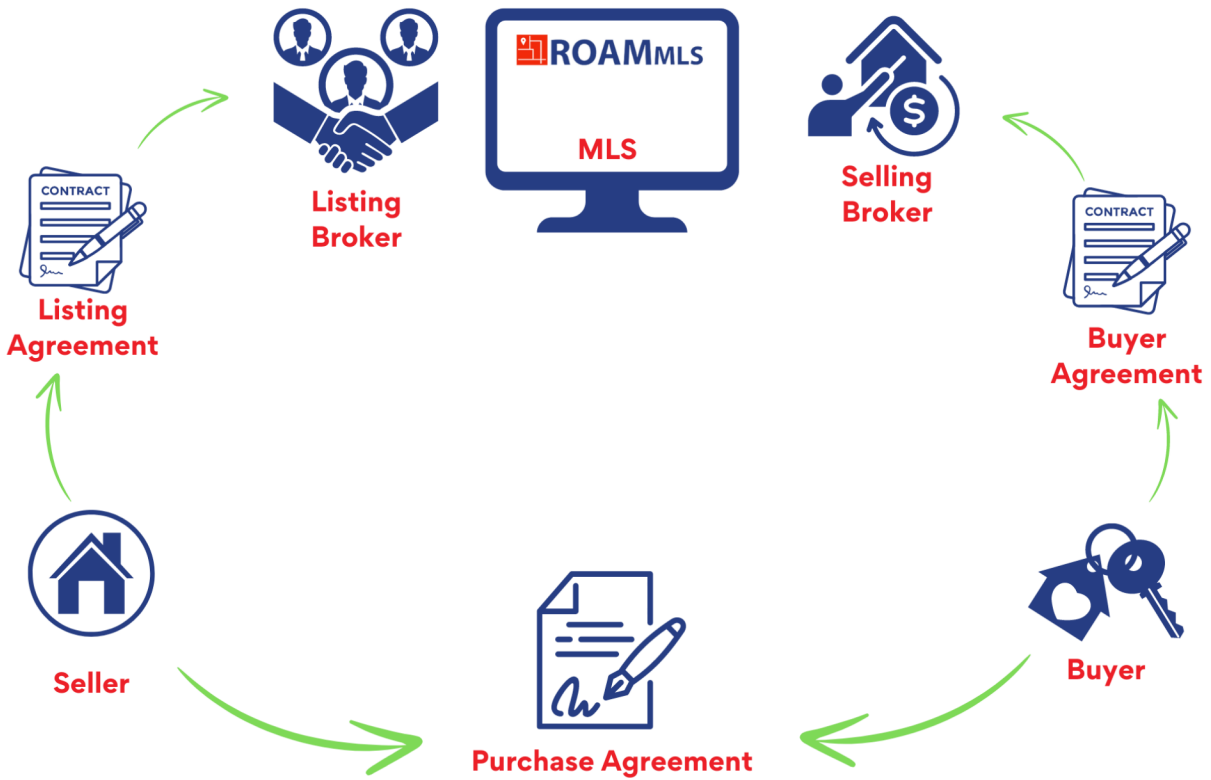 ROAMMLS
MLS
Listing
Broker
Selling
Broker
CONTRACT
Listing
Agreement
CONTRACT
Buyer
Agreement
Seller
Buyer
Purchase Agreement